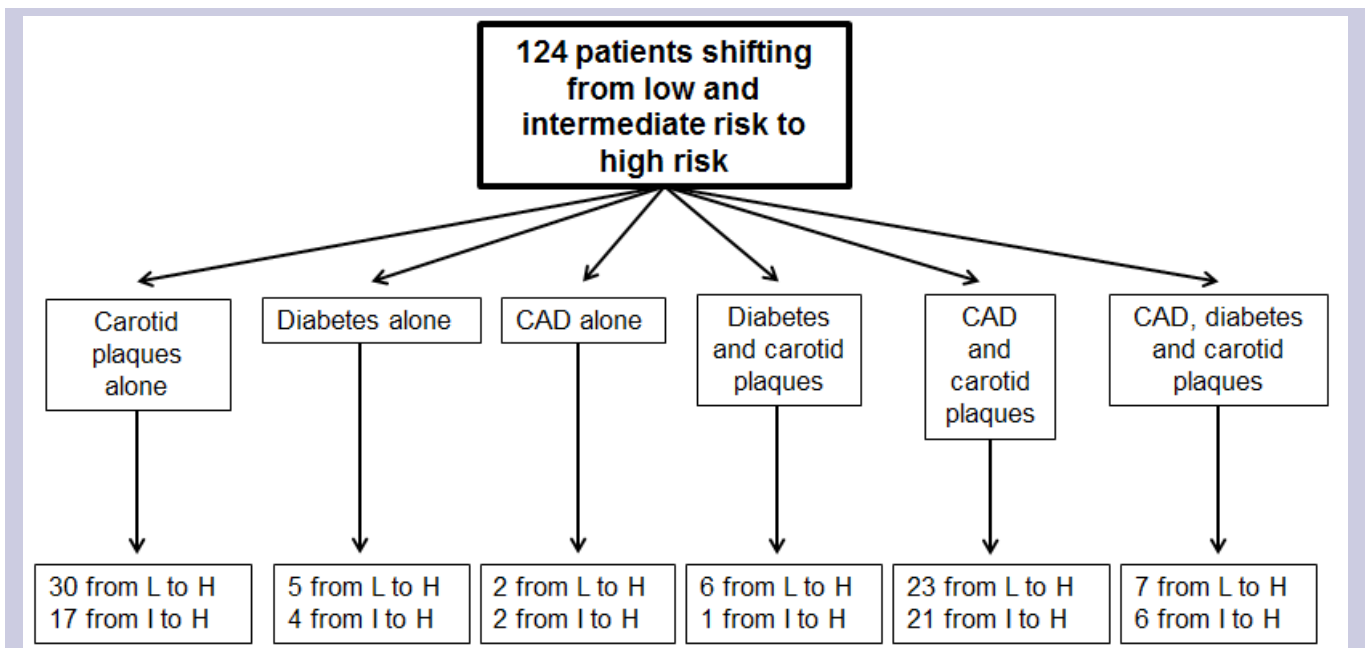 124 patients shifting
from low and
intermediate risk to
high risk
Carotid
plaques
alone
Diabetes alone
CAD alone
Diabetes
and carotid
plaques
CAD
and
carotid
plaques
CAD, diabetes
and carotid
plaques
30 from L to H
17 from I to H
5 from L to H
4 from I to H
2 from L to H
2 from I to H
6 from L to H
1 from I to H
23 from L to H
21 from I to H
7 from L to H
6 from I to H